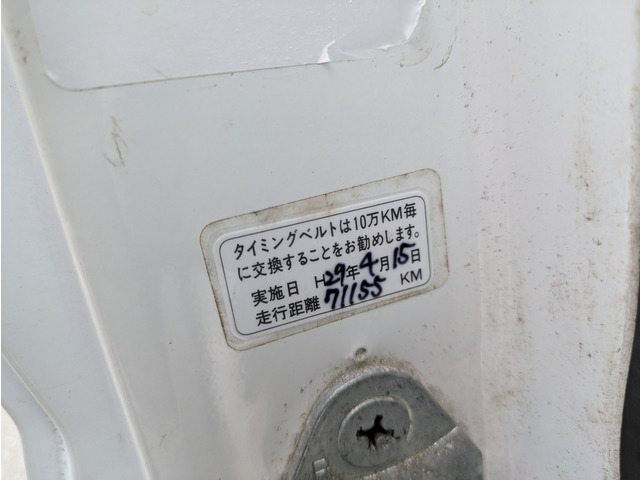 タイミングベルトは10万KM毎
に交換することをお勧めします。
実施日 H29年4月15日
走行距離 71155 KM